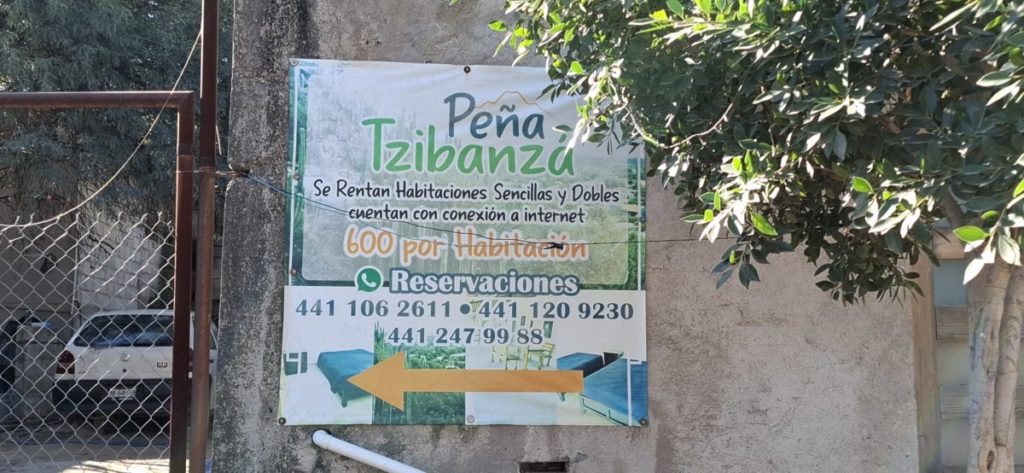 Peña
Tzibanzá
Se Rentan Habitaciones Sencillas y Dobles
cuentan con conexión a internet
600 por Habitación
Reservaciones
441 106 2611 • 441 120 9230
441 247 99 88